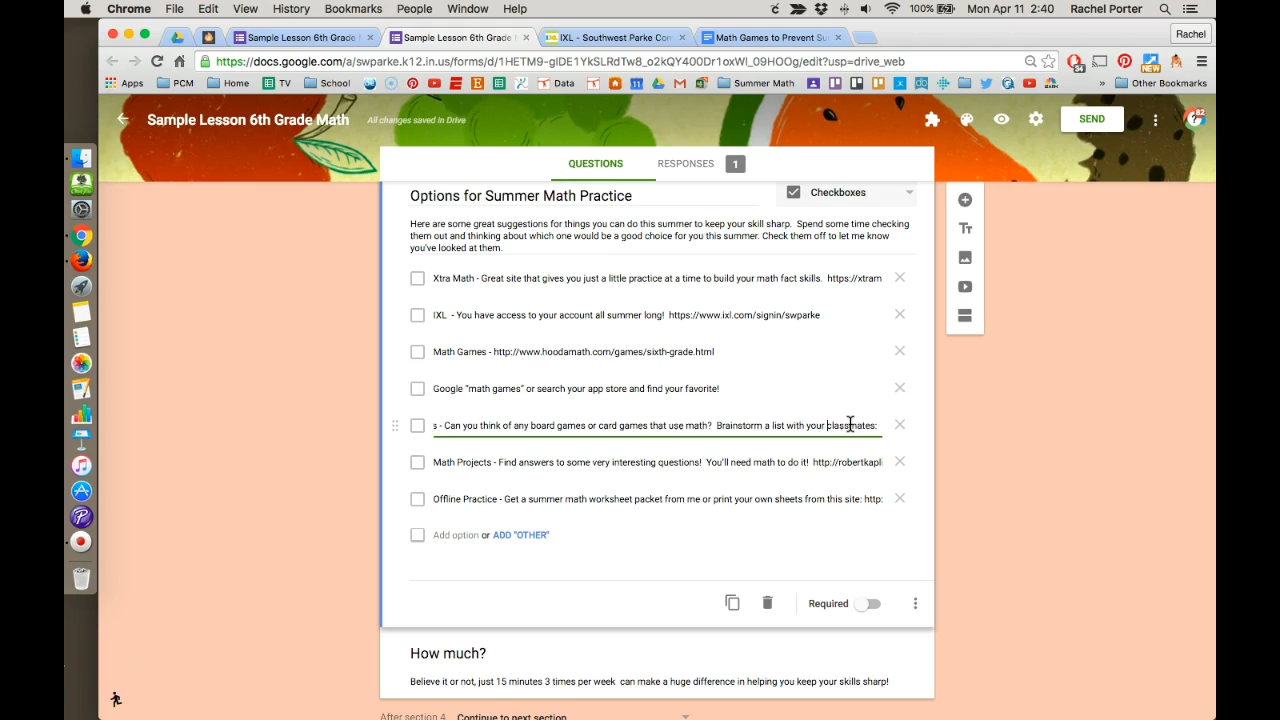 Chrome File Edit View History Bookmarks People Window Help 100% Mon Apr 11 2:40 Rachel Porter
Sample Lesson 6th Grade Sample Lesson 6th Grade IXL - Southwest Parke Com Math Games to Prevent Su Rachel
https://docs.google.com/swparke.k12.in.us/forms/d/1HETM9-gIDE1YkSLRdTw8_o2kQY400Dr1oxWl_09HOOg/edit?usp=drive_web
Apps PCM Home TV School Data Summer Math Other Bookmarks
Sample Lesson 6th Grade Math All changes saved in Drive SEND
QUESTIONS RESPONSES 1
Options for Summer Math Practice Checkboxes
Here are some great suggestions for things you can do this summer to keep your skill sharp. Spend some time checking
them out and thinking about which one would be a good choice for you this summer. Check them off to let me know
you've looked at them.
Xtra Math - Great site that gives you just a little practice at a time to build your math fact skills. https://xtram
IXL - You have access to your account all summer long! https://www.ixl.com/signin/swparke
Math Games - http://www.hoodamath.com/games/sixth-grade.html
Google "math games" or search your app store and find your favorite!
s - Can you think of any board games or card games that use math? Brainstorm a list with your classmates:
Math Projects - Find answers to some very interesting questions! You'll need math to do it! http://robertkapli
Offline Practice - Get a summer math worksheet packet from me or print your own sheets from this site: http:
Add option or ADD "OTHER"
Required
How much?
Believe it or not, just 15 minutes 3 times per week can make a huge difference in helping you keep your skills sharp!
After section 4 Continue to next section